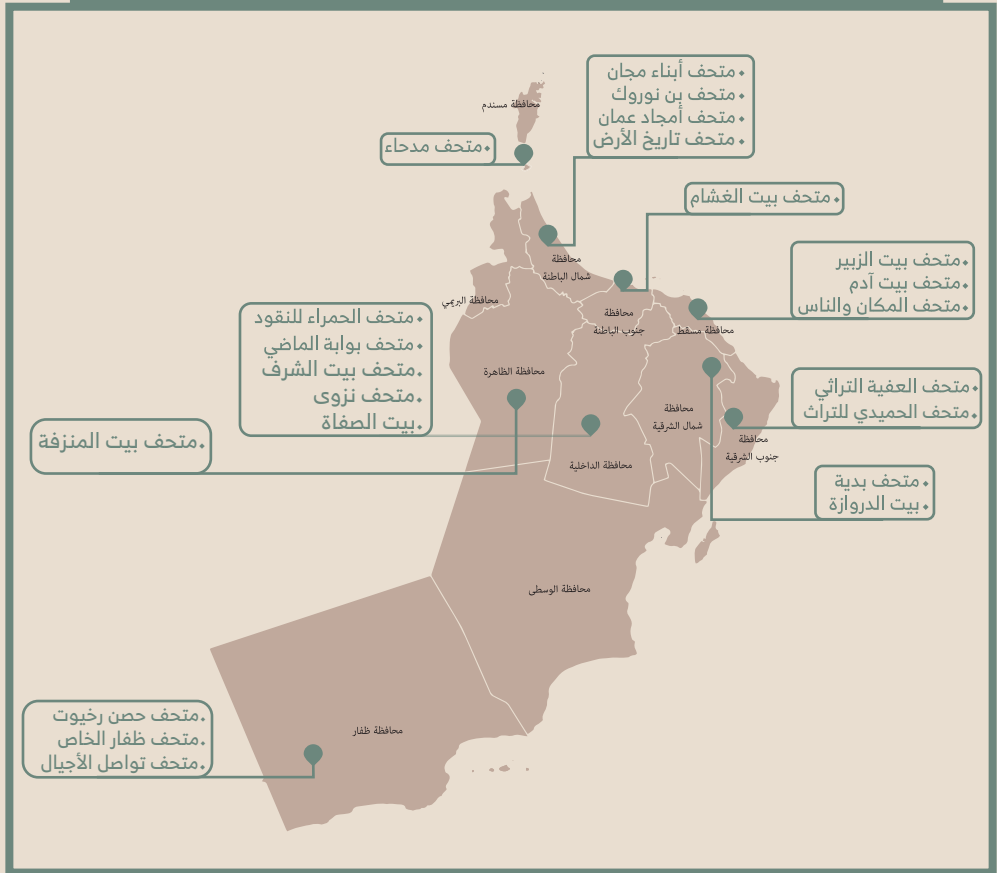 • متحف أبناء مجان
• متحف بن نوروك
• متحف أمجاد عمان
• متحف تاريخ الأرض
محافظة مسندم
• متحف مدحاء
• متحف بيت الغشام
• متحف بيت الزبير
• متحف بيت آدم
• متحف المكان والناس
محافظة
شمال الباطنة
محافظة البريمي
محافظة
جنوب الباطنة
محافظة مسقط
• متحف الحمراء للنقود
• متحف بوابة الماضي
• متحف بيت الشرف
• متحف نزوى
• بيت الصفاة
محافظة الظاهرة
• متحف العفية التراثي
• متحف الحميدي للتراث
محافظة
شمال الشرقية
• متحف بيت المنزفة
محافظة
جنوب الشرقية
محافظة الداخلية
• متحف بدية
• بيت الدروازة
محافظة الوسطى
• متحف حصن رخيوت
• متحف ظفار الخاص
• متحف تواصل الأجيال
محافظة ظفار